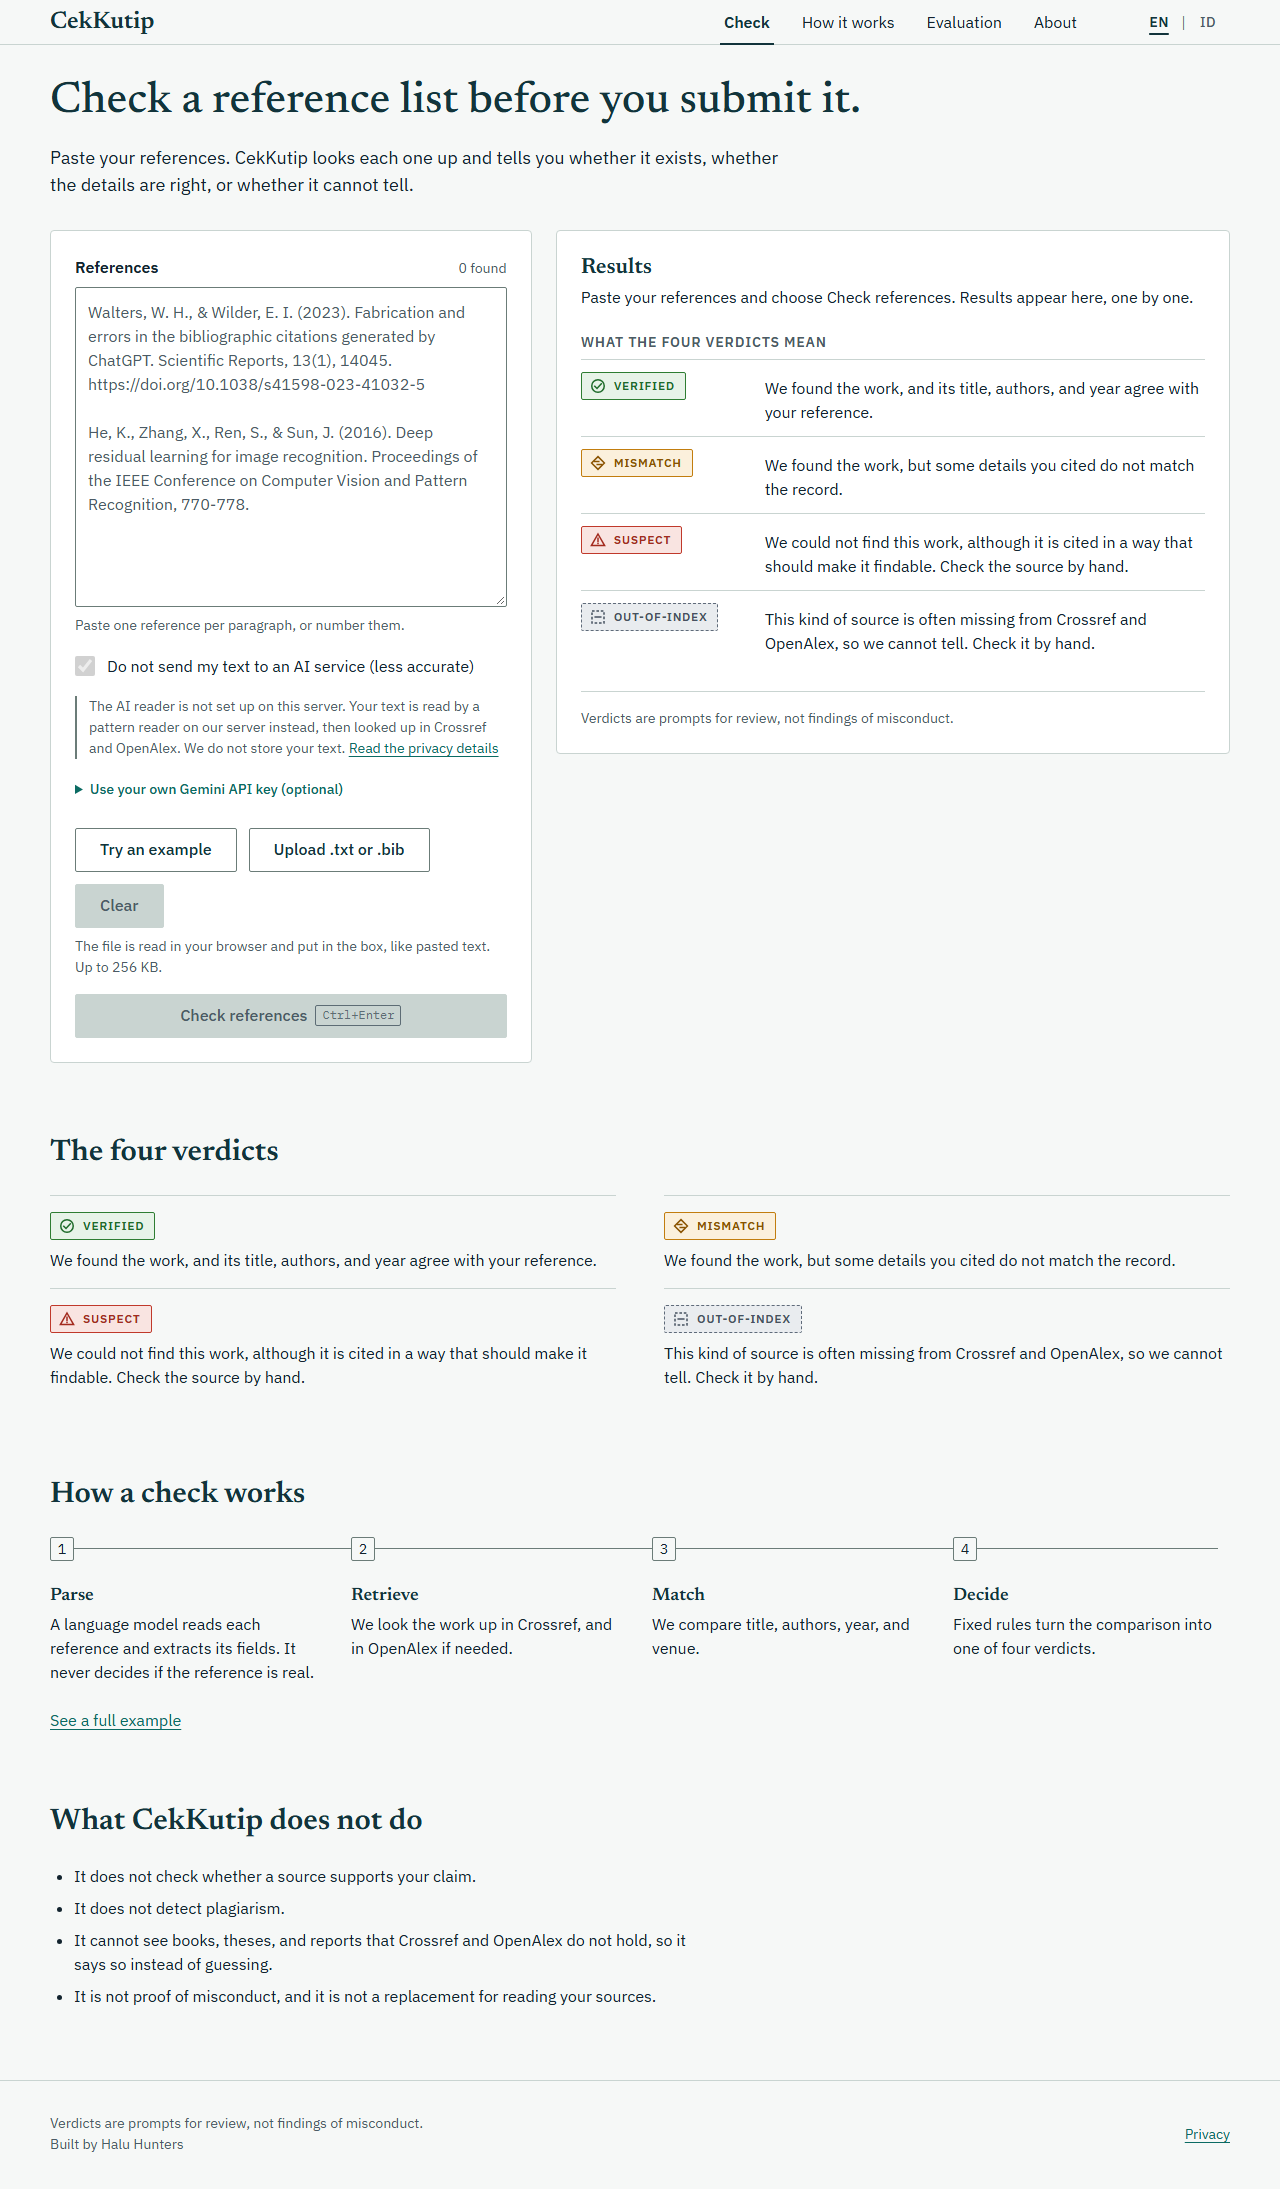 CekKutip
Check
How it works
Evaluation
About
EN | ID
Check a reference list before you submit it.
Paste your references. CekKutip looks each one up and tells you whether it exists, whether
the details are right, or whether it cannot tell.
References
0 found
Walters, W. H., & Wilder, E. I. (2023). Fabrication and
errors in the bibliographic citations generated by
ChatGPT. Scientific Reports, 13(1), 14045.
https://doi.org/10.1038/s41598-023-41032-5
He, K., Zhang, X., Ren, S., & Sun, J. (2016). Deep
residual learning for image recognition. Proceedings of
the IEEE Conference on Computer Vision and Pattern
Recognition, 770-778.
Paste one reference per paragraph, or number them.
Do not send my text to an AI service (less accurate)
The AI reader is not set up on this server. Your text is read by a
pattern reader on our server instead, then looked up in Crossref
and OpenAlex. We do not store your text. Read the privacy details
Use your own Gemini API key (optional)
Try an example
Upload .txt or .bib
Clear
The file is read in your browser and put in the box, like pasted text.
Up to 256 KB.
Check references Ctrl+Enter
Results
Paste your references and choose Check references. Results appear here, one by one.
WHAT THE FOUR VERDICTS MEAN
VERIFIED
We found the work, and its title, authors, and year agree with
your reference.
MISMATCH
We found the work, but some details you cited do not match
the record.
SUSPECT
We could not find this work, although it is cited in a way that
should make it findable. Check the source by hand.
OUT-OF-INDEX
This kind of source is often missing from Crossref and
OpenAlex, so we cannot tell. Check it by hand.
Verdicts are prompts for review, not findings of misconduct.
The four verdicts
VERIFIED
We found the work, and its title, authors, and year agree with your reference.
MISMATCH
We found the work, but some details you cited do not match the record.
SUSPECT
We could not find this work, although it is cited in a way that should make it
findable. Check the source by hand.
OUT-OF-INDEX
This kind of source is often missing from Crossref and OpenAlex, so we cannot
tell. Check it by hand.
How a check works
1
Parse
A language model reads each
reference and extracts its fields. It
never decides if the reference is real.
2
Retrieve
We look the work up in Crossref, and
in OpenAlex if needed.
3
Match
We compare title, authors, year, and
venue.
4
Decide
Fixed rules turn the comparison into
one of four verdicts.
See a full example
What CekKutip does not do
• It does not check whether a source supports your claim.
• It does not detect plagiarism.
• It cannot see books, theses, and reports that Crossref and OpenAlex do not hold, so it
says so instead of guessing.
• It is not proof of misconduct, and it is not a replacement for reading your sources.
Verdicts are prompts for review, not findings of misconduct.
Built by Halu Hunters
Privacy